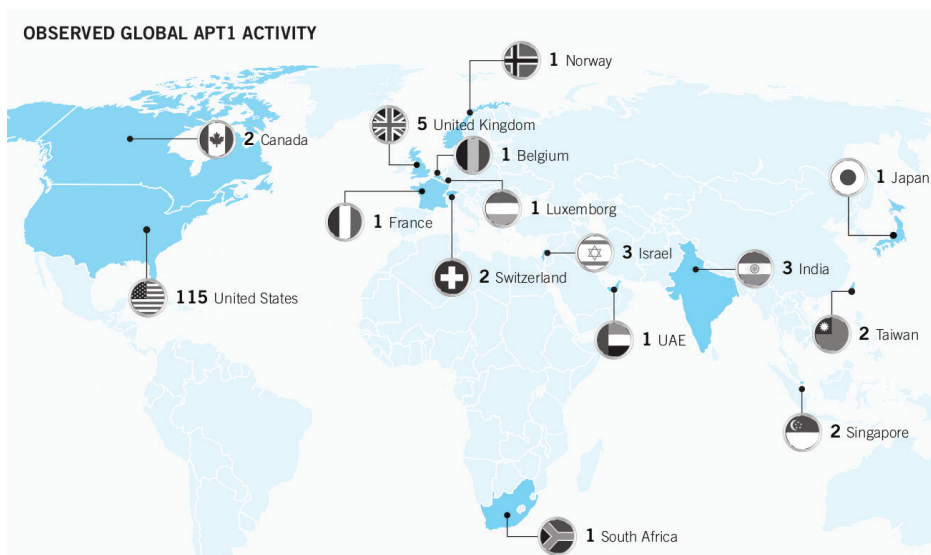 OBSERVED GLOBAL APT1 ACTIVITY
1 Norway
5 United Kingdom
2 Canada
1 Belgium
1 Japan
1 Luxemborg
1 France
3 Israel
3 India
2 Switzerland
115 United States
1 UAE
2 Taiwan
2 Singapore
1 South Africa